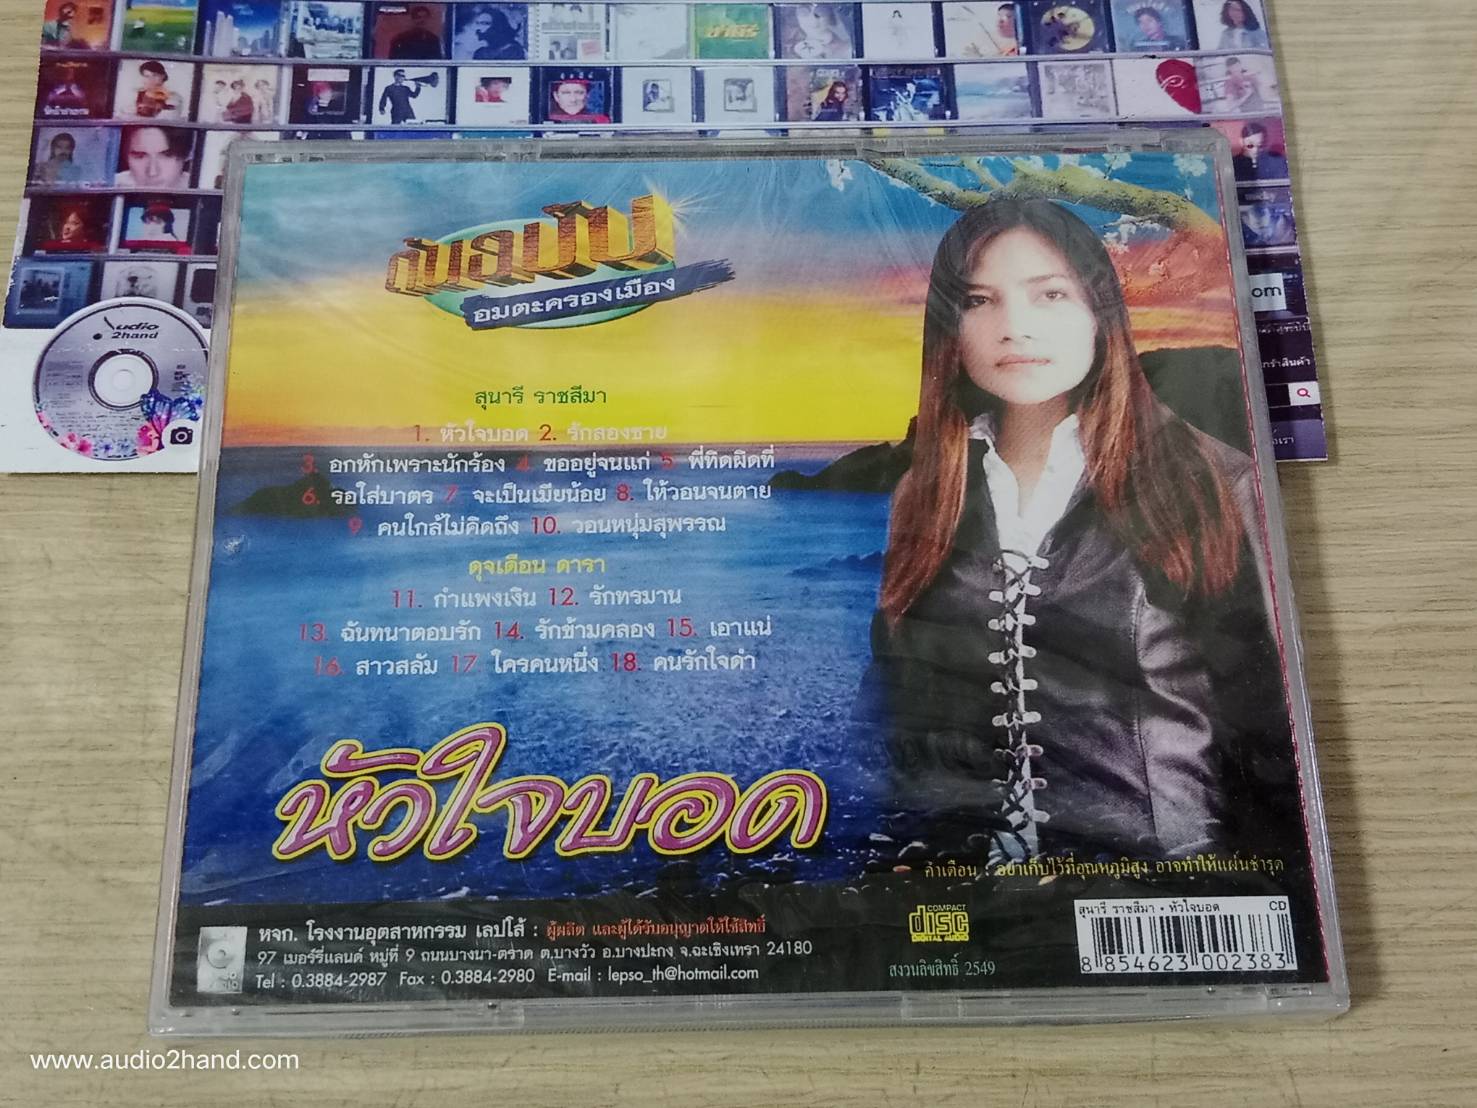 Audio
2hand
om
ต้นฉบับ
อมตะครองเมือง
สุนารี ราชสีมา
1. หัวใจบอด 2. รักสองชาย
3. อกหักเพราะนักร้อง 4. ขออยู่จนแก่ 5. พี่ทิดผิดที่
6. รอใส่บาตร 7. จะเป็นเมียน้อย 8. ให้วอนจนตาย
9. คนใกล้ไม่คิดถึง 10. วอนหนุ่มสุพรรณ
ดุจเดือน ดารา
11. กำแพงเงิน 12. รักทรมาน
13. ฉันทนาตอบรัก 14. รักข้ามคลอง 15. เอาแน่
16. สาวสลัม 17. ใครคนหนึ่ง 18. คนรักใจดำ
หัวใจบอด
คำเตือน : อย่าเก็บไว้ที่อุณหภูมิสูง อาจทำให้แผ่นชำรุด
หจก. โรงงานอุตสาหกรรม เลปโส้ : ผู้ผลิต และผู้ได้รับอนุญาตให้ใช้สิทธิ์
97 เบอร์รี่แลนด์ หมู่ที่ 9 ถนนบางนา-ตราด ต.บางวัว อ.บางปะกง จ.ฉะเชิงเทรา 24180
Tel : 0.3884-2987 Fax : 0.3884-2980 E-mail : lepso_th@hotmail.com
COMPACT
disc
DIGITAL AUDIO
สงวนลิขสิทธิ์ 2549
สุนารี ราชสีมา • หัวใจบอด CD
8 854623 002383
www.audio2hand.com